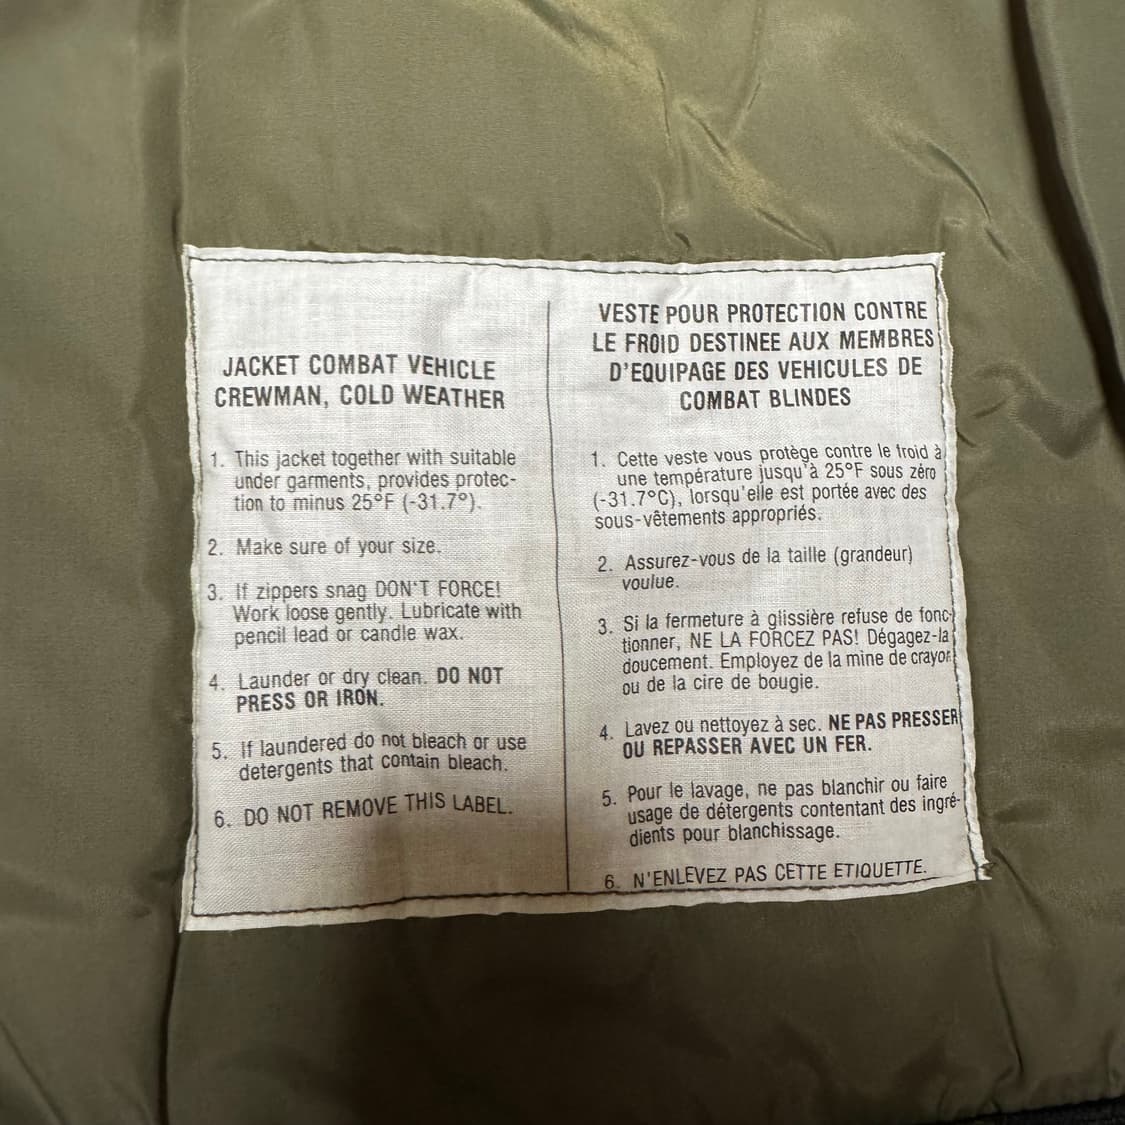 JACKET COMBAT VEHICLE
CREWMAN, COLD WEATHER
1. This jacket together with suitable
under garments, provides protec-
tion to minus 25°F (-31.7°).
2. Make sure of your size.
3. If zippers snag DON'T FORCE!
Work loose gently. Lubricate with
pencil lead or candle wax.
4. Launder or dry clean. DO NOT
PRESS OR IRON.
5. If laundered do not bleach or use
detergents that contain bleach.
6. DO NOT REMOVE THIS LABEL.
VESTE POUR PROTECTION CONTRE
LE FROID DESTINEE AUX MEMBRES
D'EQUIPAGE DES VEHICULES DE
COMBAT BLINDES
1. Cette veste vous protège contre le froid à
une température jusqu'à 25°F sous zéro
(-31.7°C), lorsqu'elle est portée avec des
sous-vêtements appropriés.
2. Assurez-vous de la taille (grandeur)
voulue.
3. Si la fermeture à glissière refuse de fonc-
tionner, NE LA FORCEZ PAS! Dégagez-la
doucement. Employez de la mine de crayon
ou de la cire de bougie.
4. Lavez ou nettoyez à sec. NE PAS PRESSER
OU REPASSER AVEC UN FER.
5. Pour le lavage, ne pas blanchir ou faire
usage de détergents contentant des ingré-
dients pour blanchissage.
6. N'ENLEVEZ PAS CETTE ETIQUETTE.